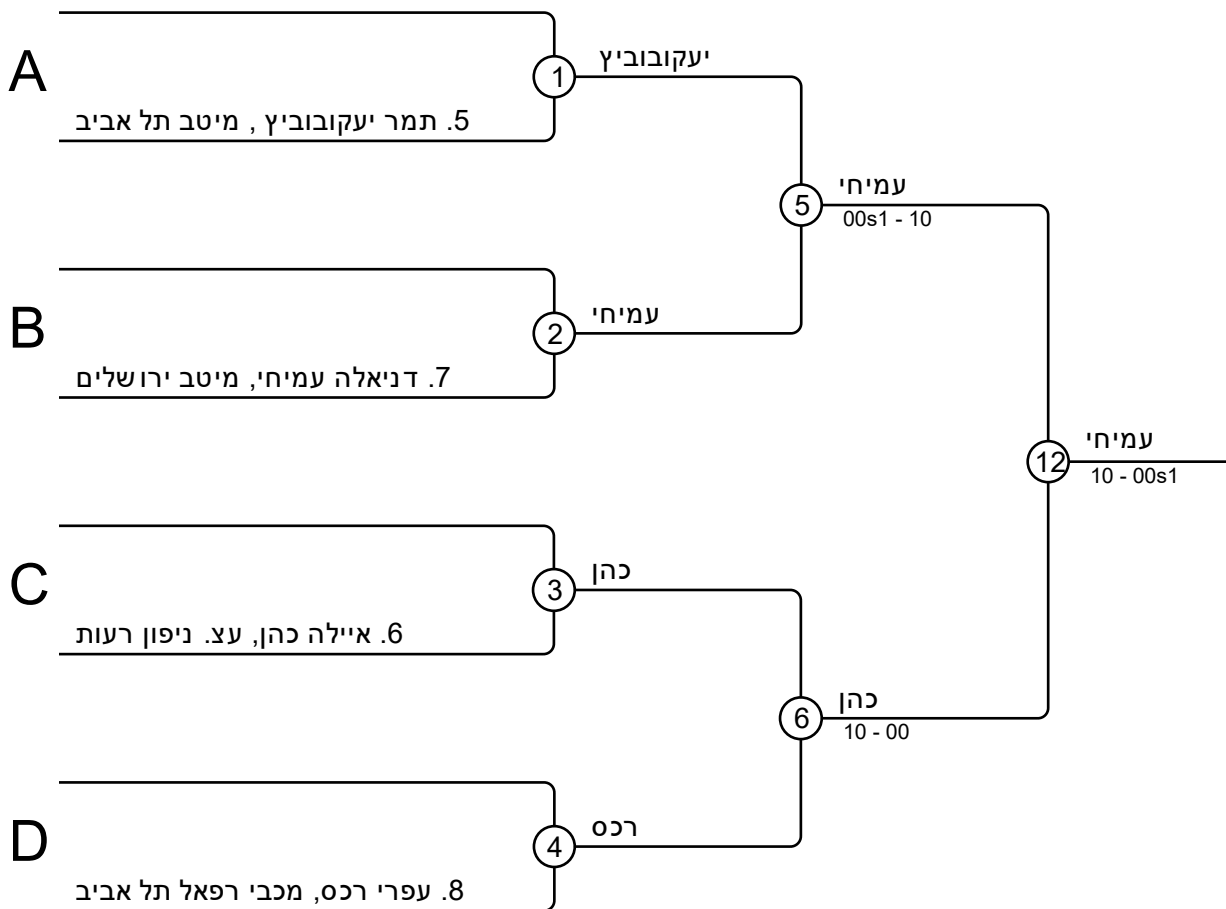 A
5. תמר יעקובוביץ , מיטב תל אביב
1
יעקובוביץ
B
7. דניאלה עמיחי, מיטב ירושלים
2
עמיחי
5
עמיחי
00s1 - 10
C
6. איילה כהן, עצ. ניפון רעות
3
כהן
D
8. עפרי רכס, מכבי רפאל תל אביב
4
רכס
6
כהן
10 - 00
12
עמיחי
10 - 00s1